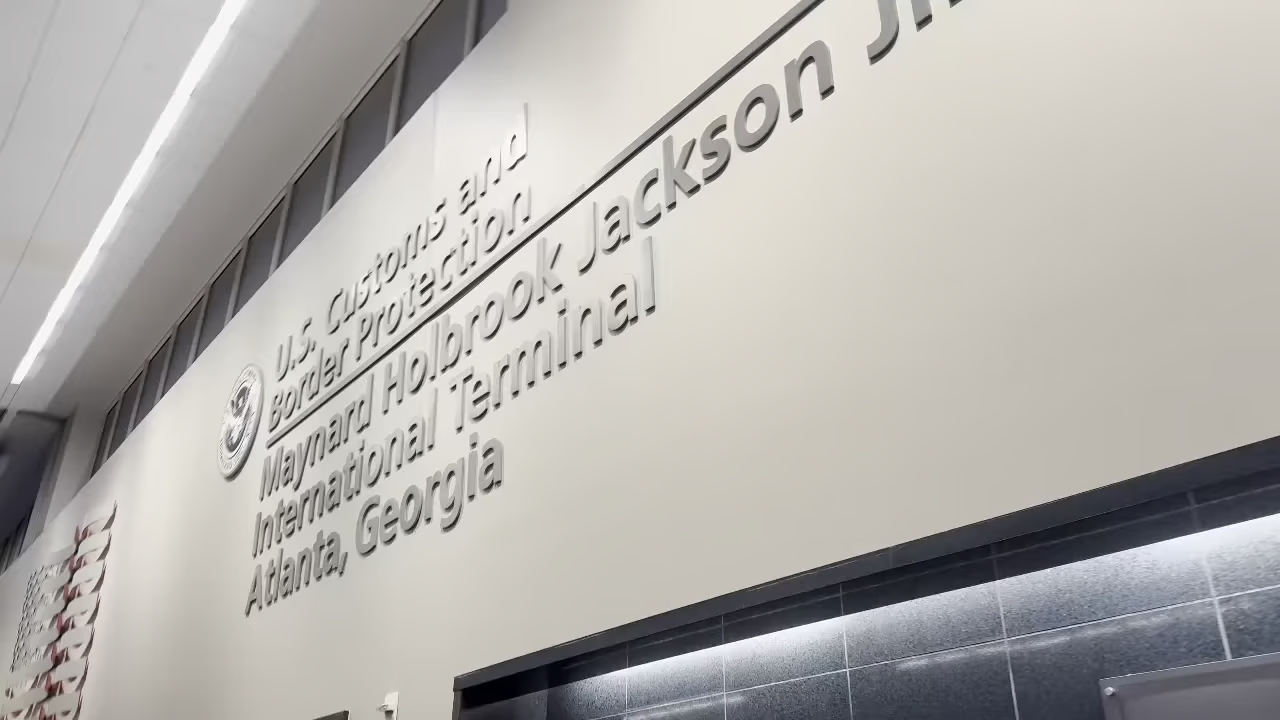 U.S. Customs and
Border Protection
Maynard Holbrook Jackson
International Terminal
Atlanta, Georgia